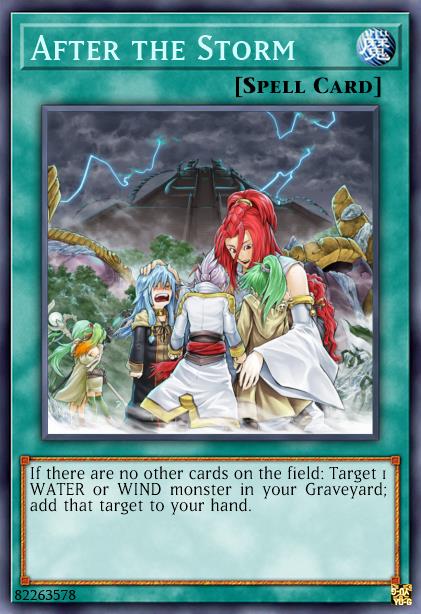 After the Storm
魔
[Spell Card]
If there are no other cards on the field: Target 1
WATER or WIND monster in your Graveyard;
add that target to your hand.
82263578